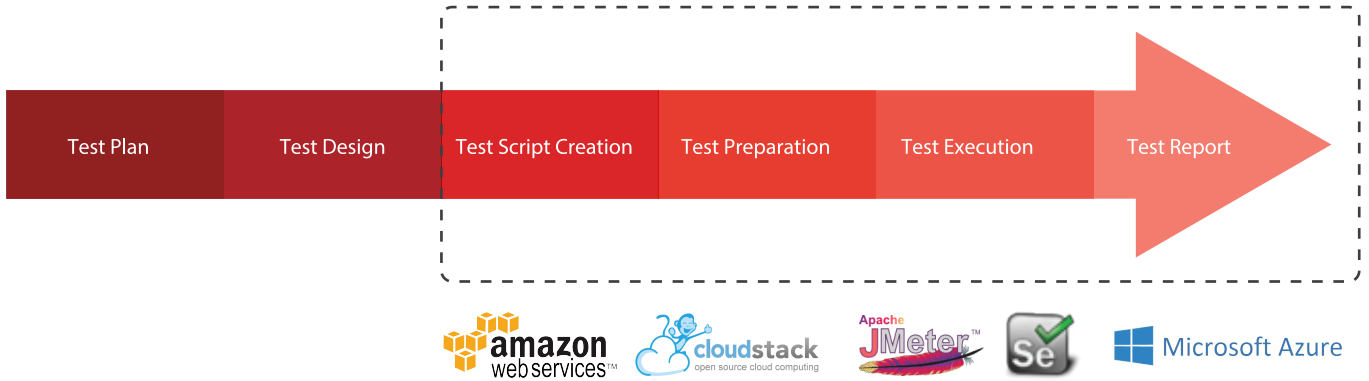 Test Plan
Test Design
Test Script Creation
Test Preparation
Test Execution
Test Report
amazon
web services™
cloudstack
open source cloud computing
Apache
JMeter™
Se
Microsoft Azure